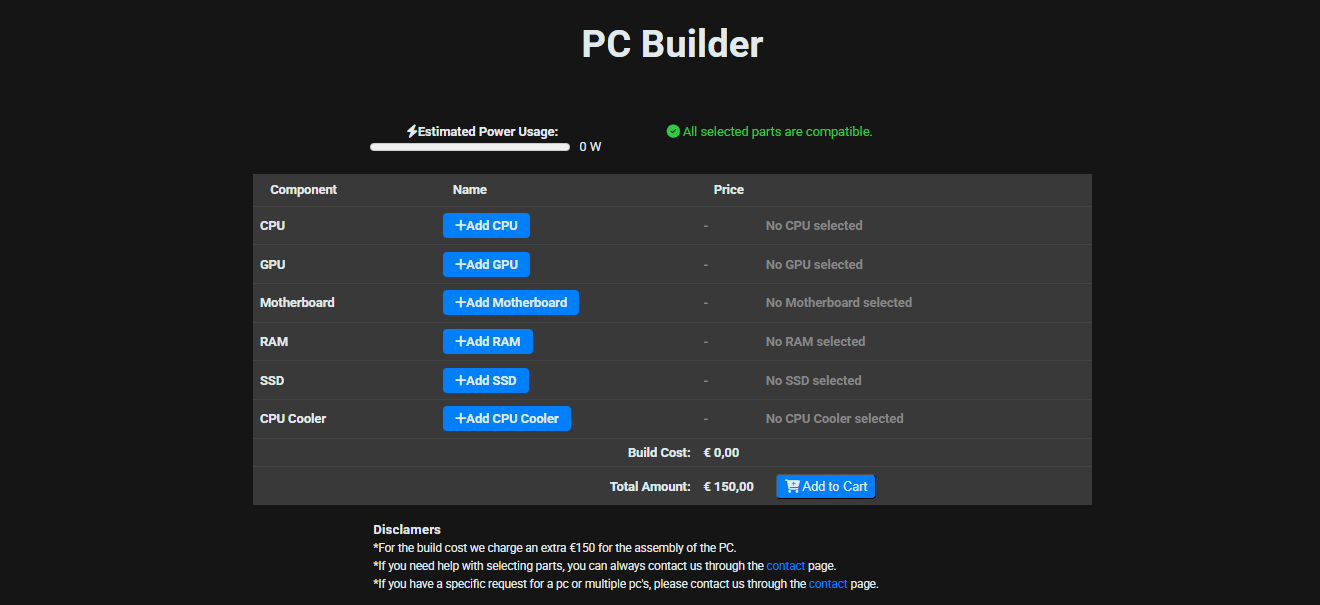 PC Builder
Estimated Power Usage:
0 W
All selected parts are compatible.
Component Name Price
CPU +Add CPU - No CPU selected
GPU +Add GPU - No GPU selected
Motherboard +Add Motherboard - No Motherboard selected
RAM +Add RAM - No RAM selected
SSD +Add SSD - No SSD selected
CPU Cooler +Add CPU Cooler - No CPU Cooler selected
Build Cost: € 0,00
Total Amount: € 150,00 Add to Cart
Disclamers
*For the build cost we charge an extra €150 for the assembly of the PC.
*If you need help with selecting parts, you can always contact us through the contact page.
*If you have a specific request for a pc or multiple pc's, please contact us through the contact page.